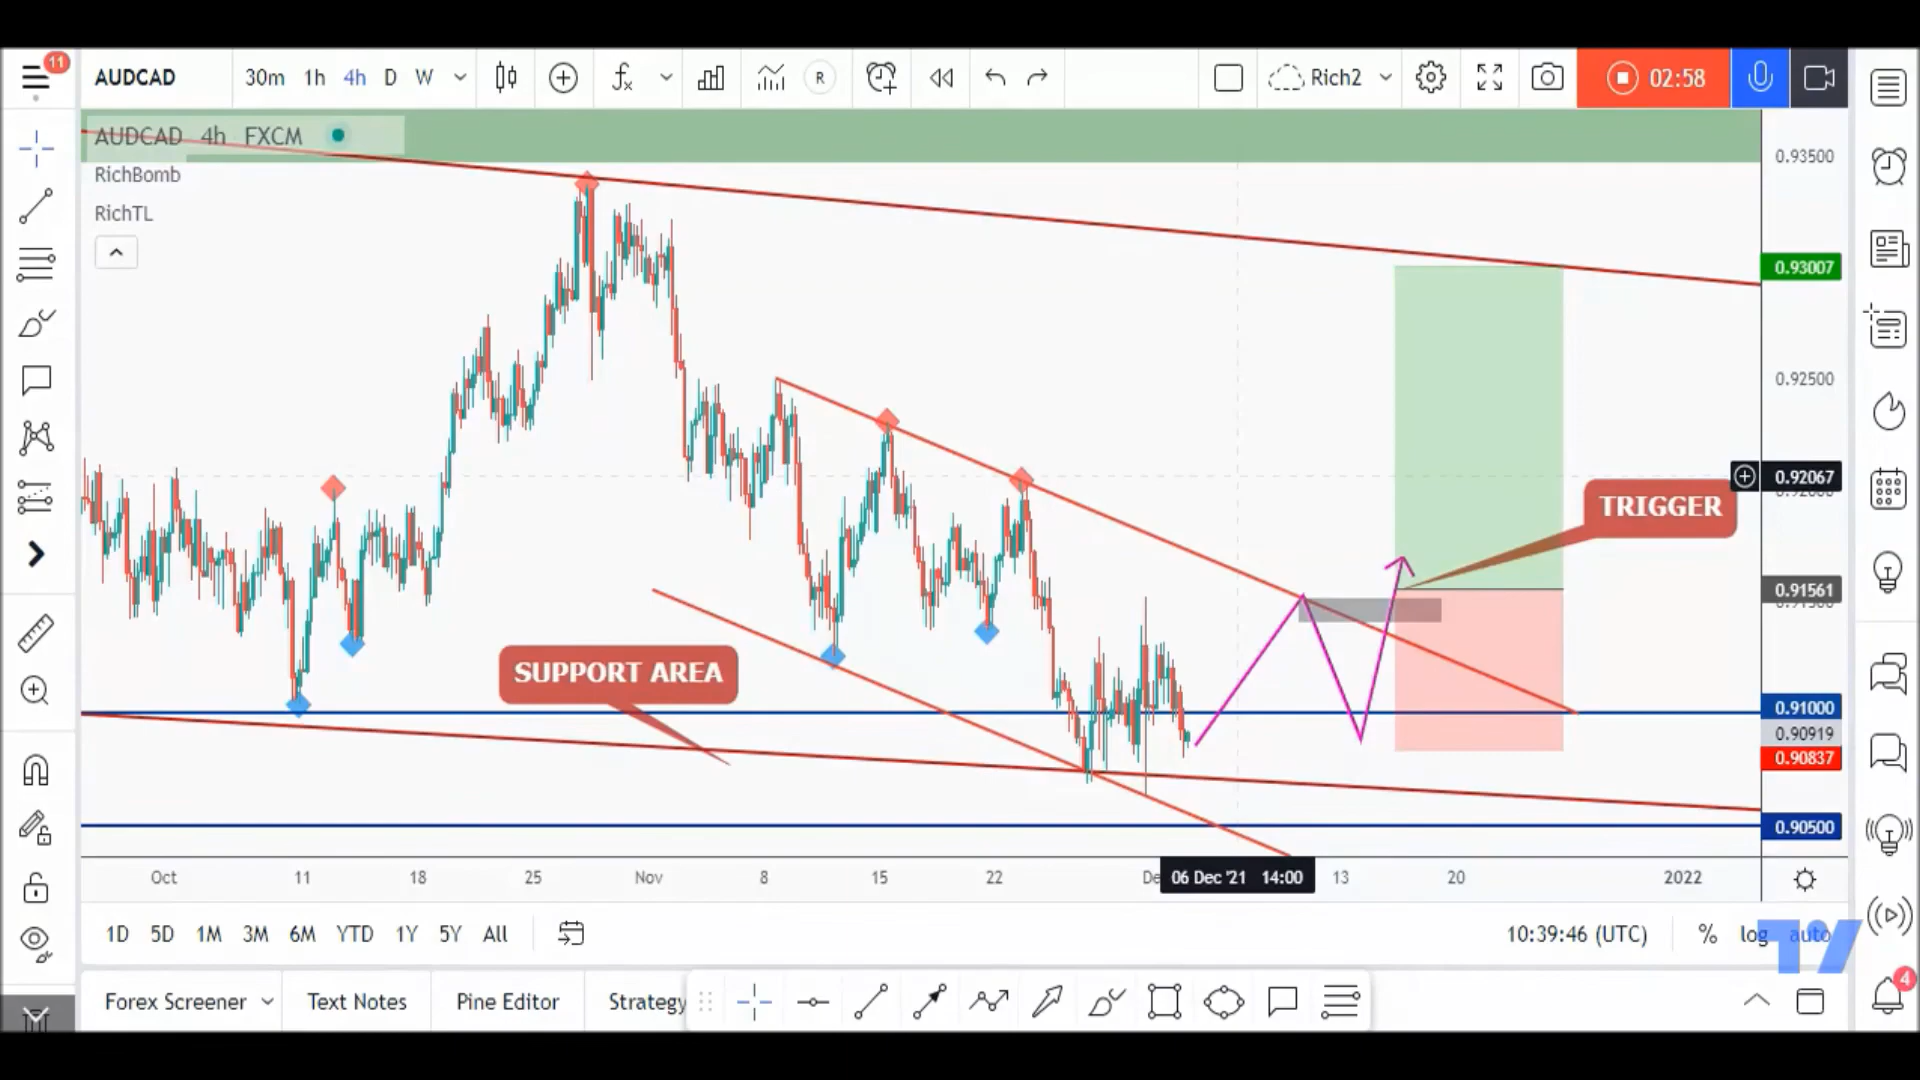 11
AUDCAD 30m 1h 4h D W R Rich2 02:58
AUDCAD 4h FXCM
RichBomb
RichTL
0.93500
0.93007
0.92500
0.92067
TRIGGER
0.91561
SUPPORT AREA
0.91000
0.90919
0.90837
0.90500
Oct 11 18 25 Nov 8 15 22 De 06 Dec '21 14:00 13 20 2022
1D 5D 1M 3M 6M YTD 1Y 5Y All 10:39:46 (UTC) % log auto
Forex Screener Text Notes Pine Editor Strategy
4